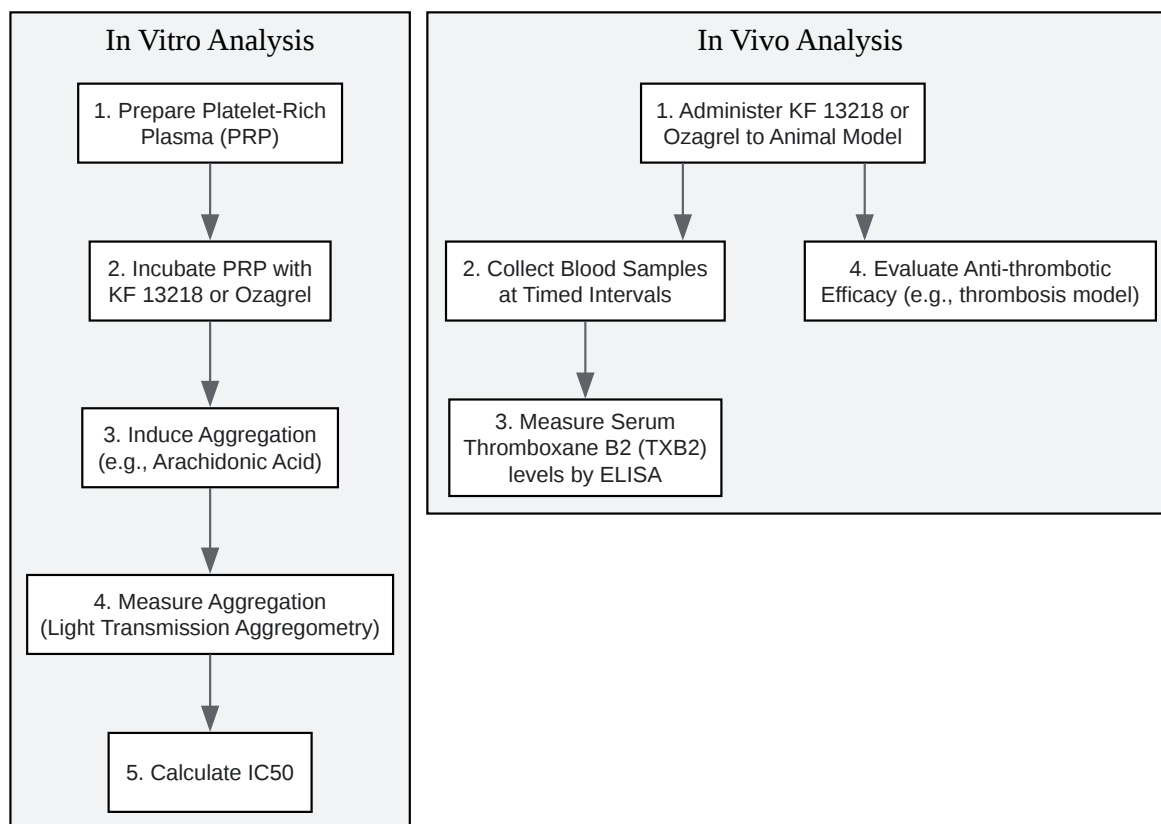 In Vitro Analysis
1. Prepare Platelet-Rich
Plasma (PRP)
2. Incubate PRP with
KF 13218 or Ozagrel
3. Induce Aggregation
(e.g., Arachidonic Acid)
4. Measure Aggregation
(Light Transmission Aggregometry)
5. Calculate IC50
In Vivo Analysis
1. Administer KF 13218 or
Ozagrel to Animal Model
2. Collect Blood Samples
at Timed Intervals
3. Measure Serum
Thromboxane B2 (TXB2)
levels by ELISA
4. Evaluate Anti-thrombotic
Efficacy (e.g., thrombosis model)